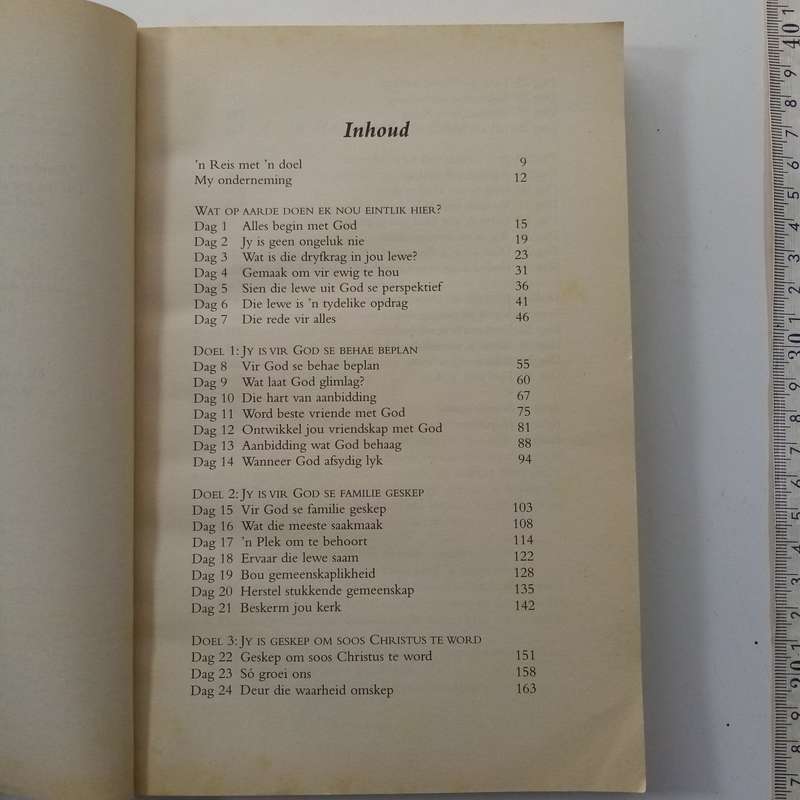 Inhoud
'n Reis met 'n doel 9
My onderneming 12
Wat op aarde doen ek nou eintlik hier?
Dag 1 Alles begin met God 15
Dag 2 Jy is geen ongeluk nie 19
Dag 3 Wat is die dryfkrag in jou lewe? 23
Dag 4 Gemaak om vir ewig te hou 31
Dag 5 Sien die lewe uit God se perspektief 36
Dag 6 Die lewe is 'n tydelike opdrag 41
Dag 7 Die rede vir alles 46
Doel 1: Jy is vir God se behae beplan
Dag 8 Vir God se behae beplan 55
Dag 9 Wat laat God glimlag? 60
Dag 10 Die hart van aanbidding 67
Dag 11 Word beste vriende met God 75
Dag 12 Ontwikkel jou vriendskap met God 81
Dag 13 Aanbidding wat God behaag 88
Dag 14 Wanneer God afsydig lyk 94
Doel 2: Jy is vir God se familie geskep
Dag 15 Vir God se familie geskep 103
Dag 16 Wat die meeste saakmaak 108
Dag 17 'n Plek om te behoort 114
Dag 18 Ervaar die lewe saam 122
Dag 19 Bou gemeenskaplikheid 128
Dag 20 Herstel stukkende gemeenskap 135
Dag 21 Beskerm jou kerk 142
Doel 3: Jy is geskep om soos Christus te word
Dag 22 Geskep om soos Christus te word 151
Dag 23 Só groei ons 158
Dag 24 Deur die waarheid omskep 163